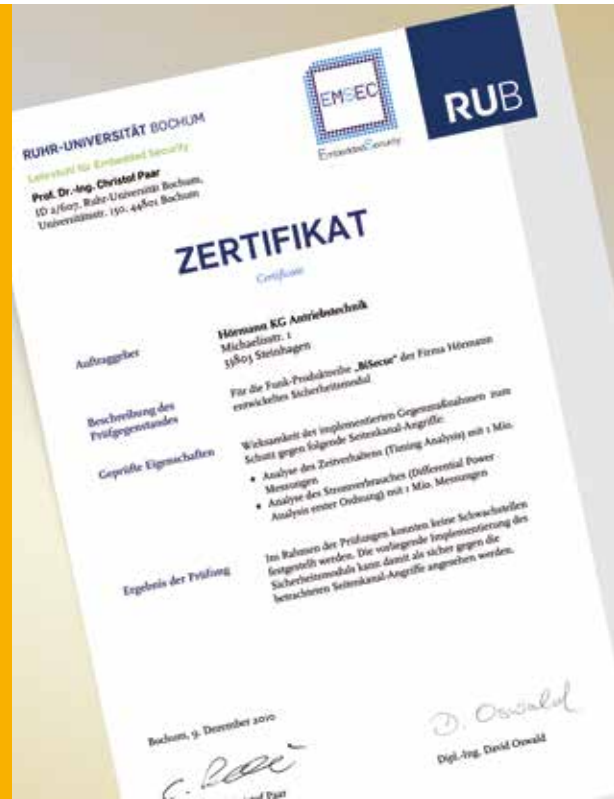 RUHR-UNIVERSITÄT BOCHUM
Lehrstuhl für Embedded Security
Prof. Dr.-Ing. Christof Paar
ID 2/607, Ruhr-Universität Bochum,
Universitätsstr. 150, 44801 Bochum
EMSEC
Embedded Security
RUB
ZERTIFIKAT
Certificate
Auftraggeber
Hörmann KG Antriebstechnik
Michaelisstr. 1
33803 Steinhagen
Beschreibung des
Prüfgegenstandes
Für die Funk-Produktreihe „BiSecur" der Firma Hörmann
entwickeltes Sicherheitsmodul
Geprüfte Eigenschaften
Wirksamkeit der implementierten Gegenmaßnahmen zum
Schutz gegen folgende Seitenkanal-Angriffe:
• Analyse des Zeitverhaltens (Timing Analysis) mit 1 Mio.
Messungen
• Analyse des Stromverbrauches (Differential Power
Analysis erster Ordnung) mit 1 Mio. Messungen
Ergebnis der Prüfung
Im Rahmen der Prüfungen konnten keine Schwachstellen
festgestellt werden. Die vorliegende Implementierung des
Sicherheitsmoduls kann damit als sicher gegen die
betrachteten Seitenkanal-Angriffe angesehen werden.
Bochum, 9. Dezember 2010
D. Oswald
Dipl.-Ing. David Oswald
Paar